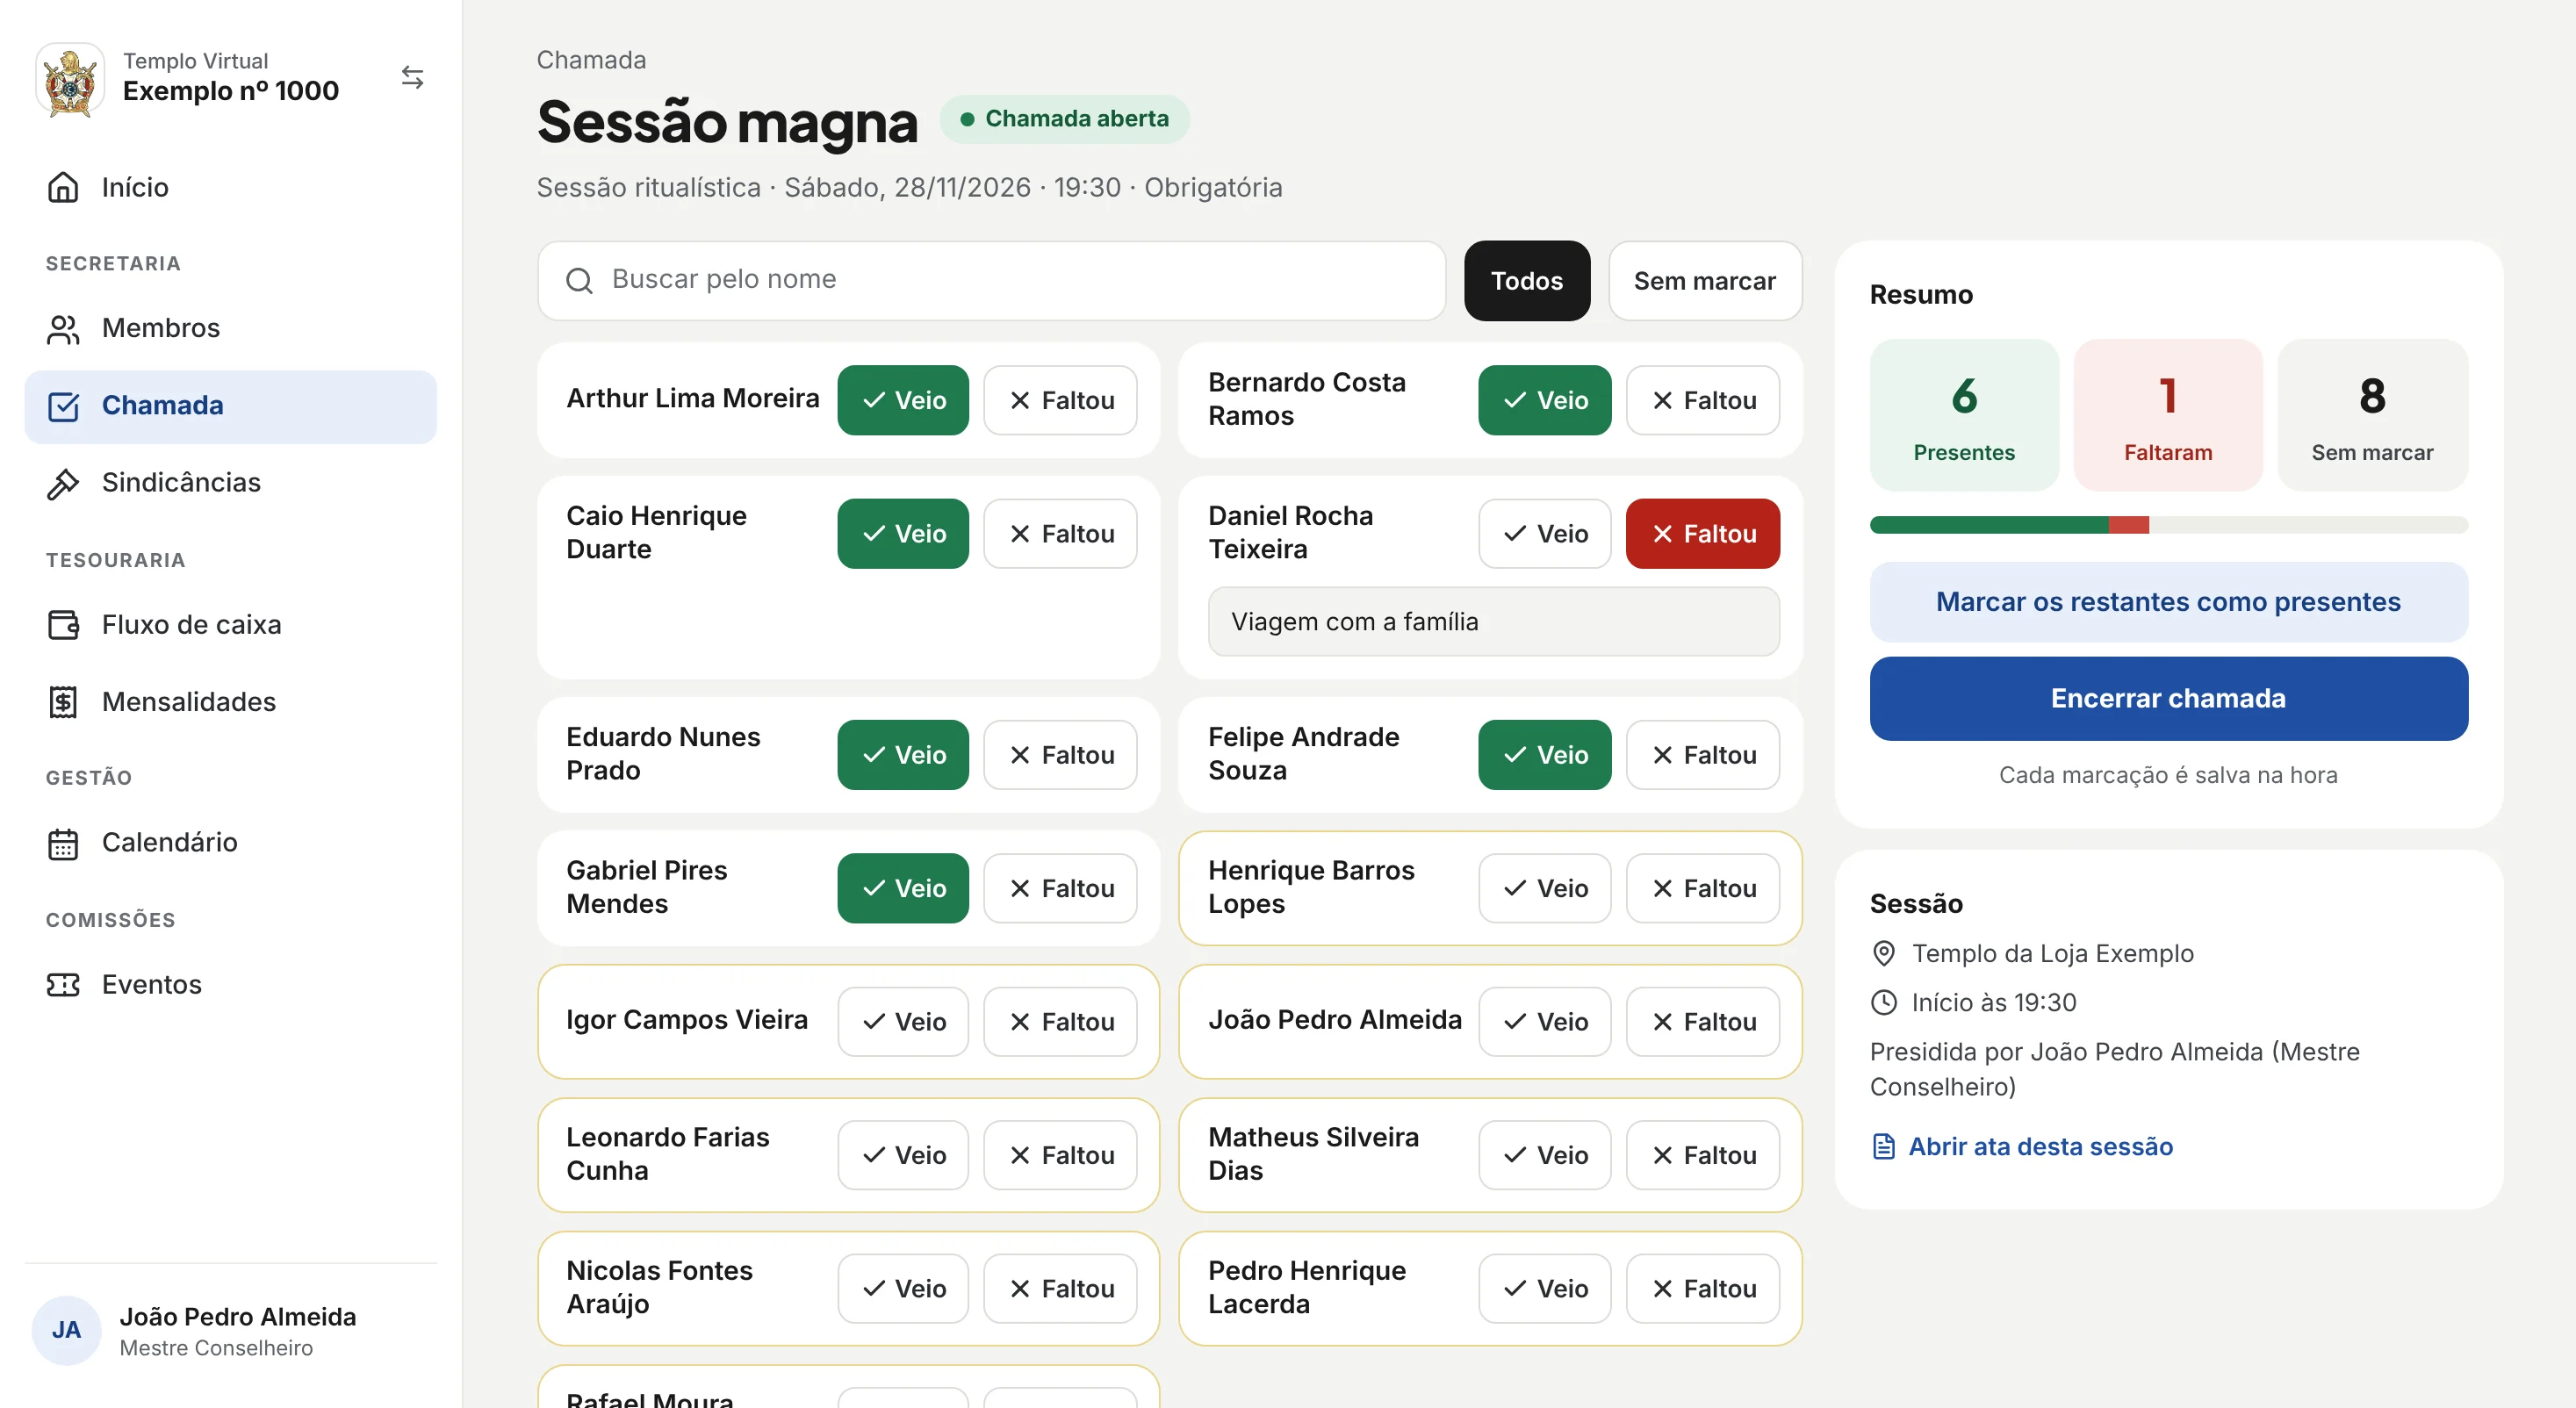 Templo Virtual
Exemplo nº 1000
Início
SECRETARIA
Membros
Chamada
Sindicâncias
TESOURARIA
Fluxo de caixa
Mensalidades
GESTÃO
Calendário
COMISSÕES
Eventos
JA
João Pedro Almeida
Mestre Conselheiro
Chamada
Sessão magna
Chamada aberta
Sessão ritualística · Sábado, 28/11/2026 · 19:30 · Obrigatória
Buscar pelo nome
Todos
Sem marcar
Arthur Lima Moreira
Veio
Faltou
Bernardo Costa
Ramos
Veio
Faltou
Caio Henrique
Duarte
Veio
Faltou
Daniel Rocha
Teixeira
Veio
Faltou
Viagem com a família
Eduardo Nunes
Prado
Veio
Faltou
Felipe Andrade
Souza
Veio
Faltou
Gabriel Pires
Mendes
Veio
Faltou
Henrique Barros
Lopes
Veio
Faltou
Igor Campos Vieira
Veio
Faltou
João Pedro Almeida
Veio
Faltou
Leonardo Farias
Cunha
Veio
Faltou
Matheus Silveira
Dias
Veio
Faltou
Nicolas Fontes
Araújo
Veio
Faltou
Pedro Henrique
Lacerda
Veio
Faltou
Rafael Moura
Resumo
6
Presentes
1
Faltaram
8
Sem marcar
Marcar os restantes como presentes
Encerrar chamada
Cada marcação é salva na hora
Sessão
Templo da Loja Exemplo
Início às 19:30
Presidida por João Pedro Almeida (Mestre
Conselheiro)
Abrir ata desta sessão